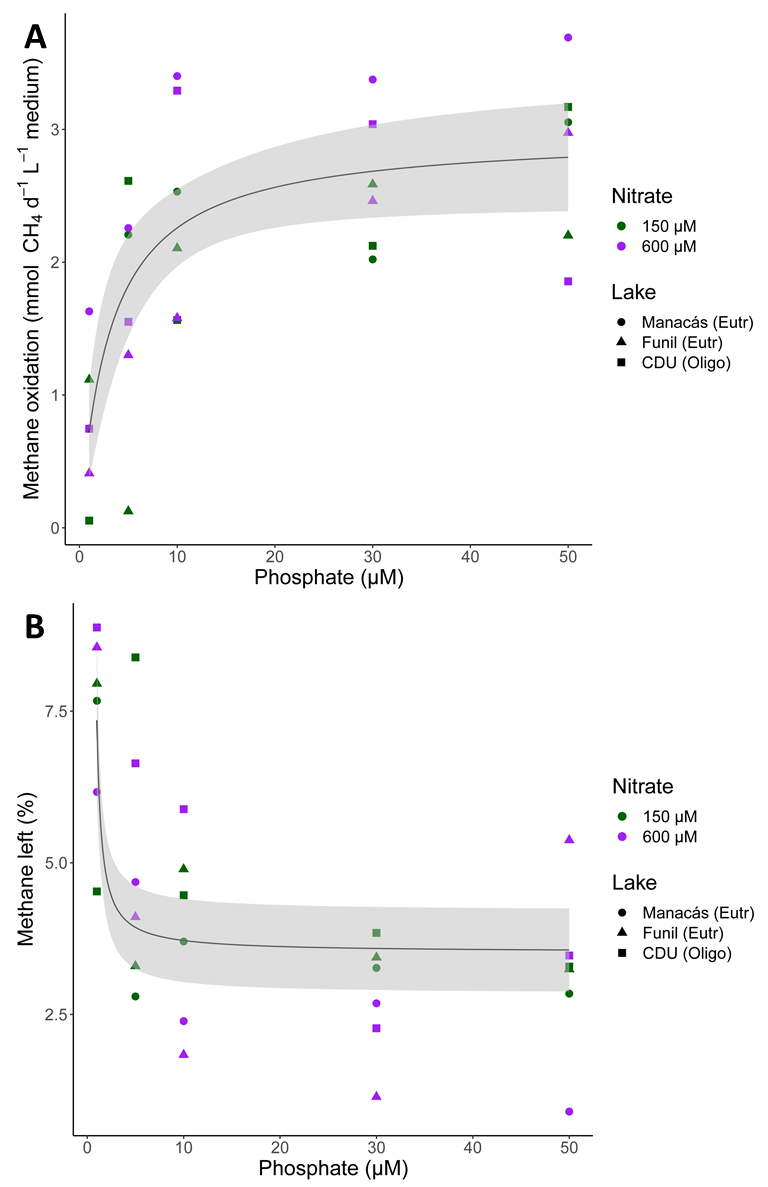 A
Methane oxidation (mmol CH₄ d⁻¹ L⁻¹ medium)
3
2
1
0
0 10 20 30 40 50
Phosphate (µM)
Nitrate
150 µM
600 µM
Lake
Manacás (Eutr)
Funil (Eutr)
CDU (Oligo)
B
Methane left (%)
7.5
5.0
2.5
0 10 20 30 40 50
Phosphate (µM)
Nitrate
150 µM
600 µM
Lake
Manacás (Eutr)
Funil (Eutr)
CDU (Oligo)